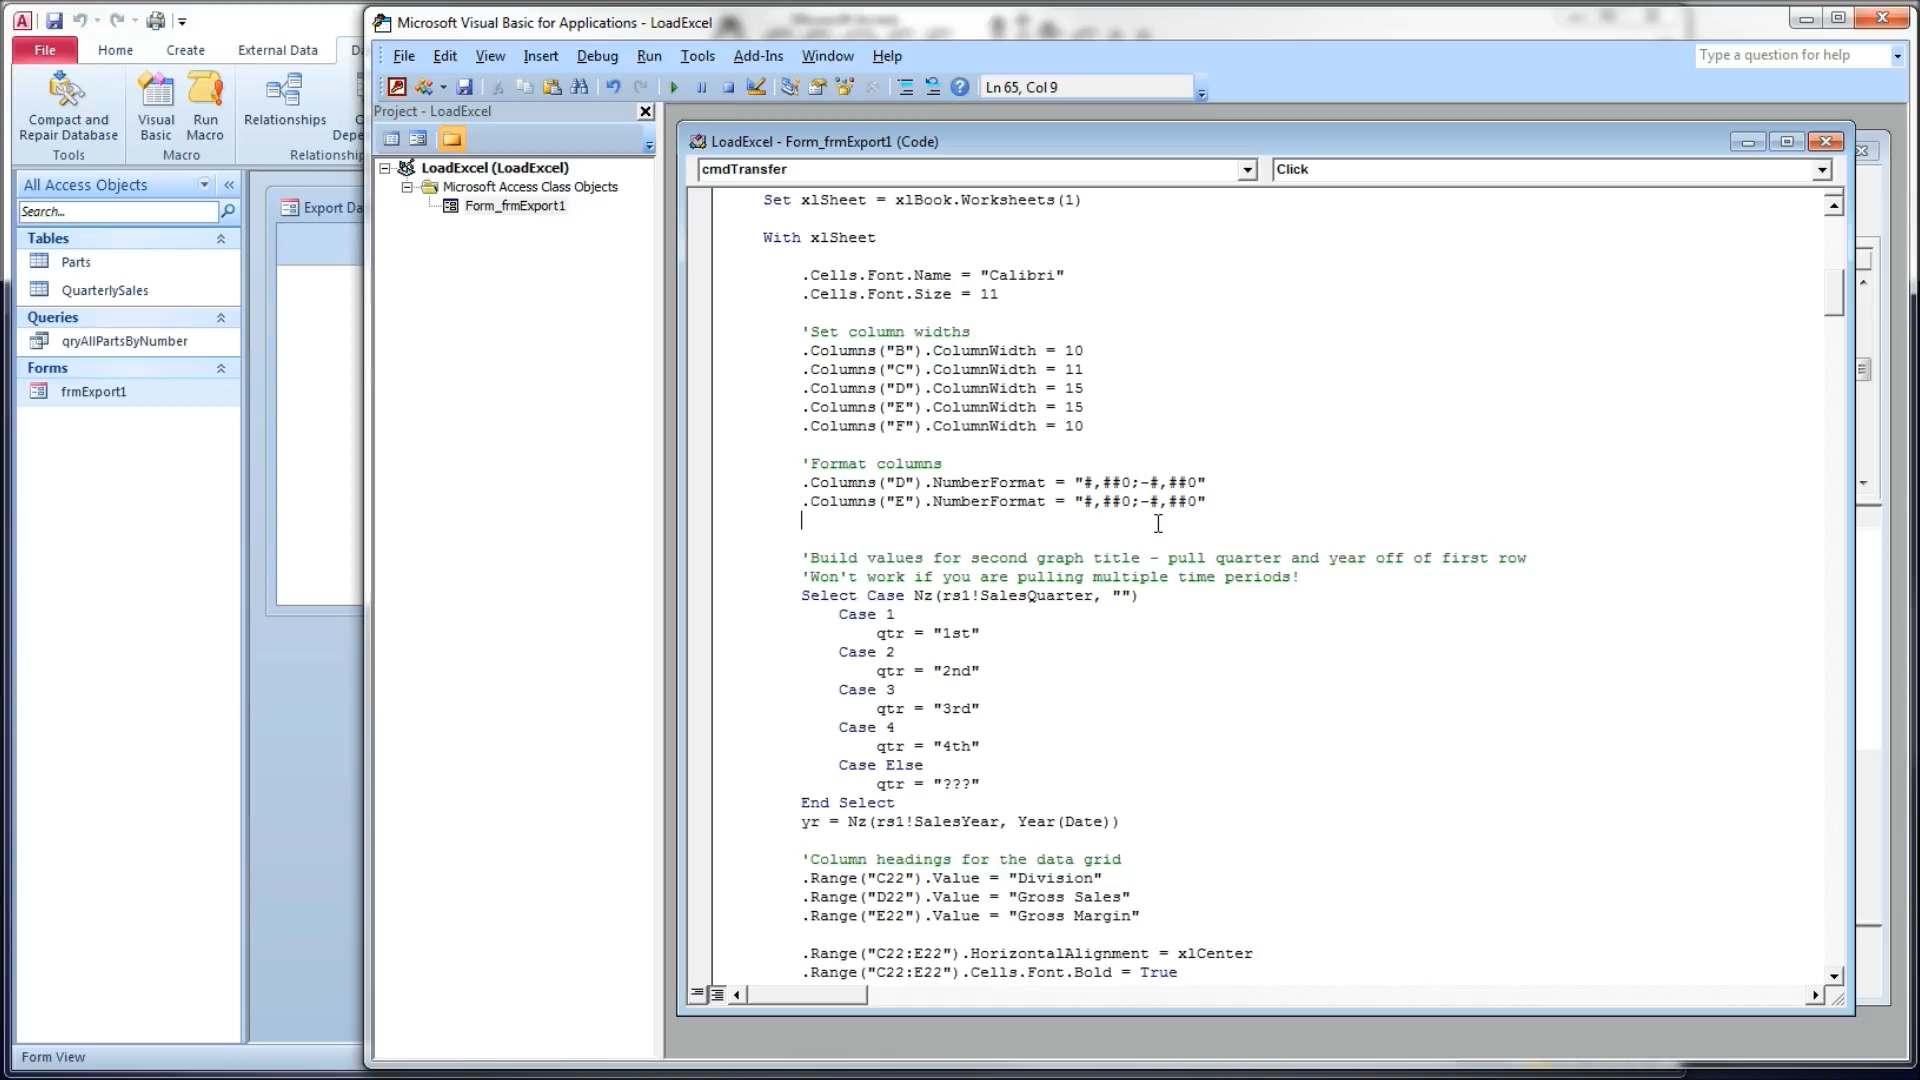 Microsoft Visual Basic for Applications - LoadExcel
File Home Create External Data
Compact and Repair Database
Visual Basic
Run Macro
Relationships
Tools Macro
File Edit View Insert Debug Run Tools Add-Ins Window Help
Type a question for help
Ln 65, Col 9
Project - LoadExcel
LoadExcel (LoadExcel)
Microsoft Access Class Objects
Form_frmExport1
All Access Objects
Search...
Tables
Parts
QuarterlySales
Queries
qryAllPartsByNumber
Forms
frmExport1
Form View
LoadExcel - Form_frmExport1 (Code)
cmdTransfer Click
Set xlSheet = xlBook.Worksheets(1)
With xlSheet
.Cells.Font.Name = "Calibri"
.Cells.Font.Size = 11
'Set column widths
.Columns("B").ColumnWidth = 10
.Columns("C").ColumnWidth = 11
.Columns("D").ColumnWidth = 15
.Columns("E").ColumnWidth = 15
.Columns("F").ColumnWidth = 10
'Format columns
.Columns("D").NumberFormat = "#,##0;-#,##0"
.Columns("E").NumberFormat = "#,##0;-#,##0"
'Build values for second graph title - pull quarter and year off of first row
'Won't work if you are pulling multiple time periods!
Select Case Nz(rs1!SalesQuarter, "")
Case 1
qtr = "1st"
Case 2
qtr = "2nd"
Case 3
qtr = "3rd"
Case 4
qtr = "4th"
Case Else
qtr = "???"
End Select
yr = Nz(rs1!SalesYear, Year(Date))
'Column headings for the data grid
.Range("C22").Value = "Division"
.Range("D22").Value = "Gross Sales"
.Range("E22").Value = "Gross Margin"
.Range("C22:E22").HorizontalAlignment = xlCenter
.Range("C22:E22").Cells.Font.Bold = True